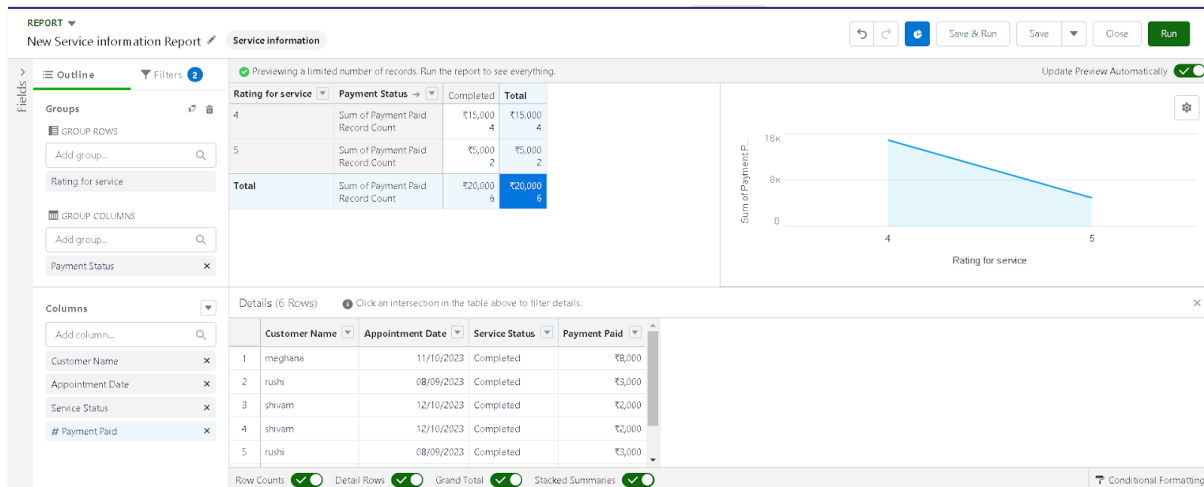 REPORT
New Service information Report Service information
Save & Run Save Close Run
Fields
Outline Filters 2
Previewing a limited number of records. Run the report to see everything. Update Preview Automatically
Groups
GROUP ROWS
Add group...
Rating for service
GROUP COLUMNS
Add group...
Payment Status
Columns
Add column...
Customer Name
Appointment Date
Service Status
# Payment Paid
Rating for service Payment Status Completed Total
4 Sum of Payment Paid ₹15,000 ₹15,000
Record Count 4 4
5 Sum of Payment Paid ₹5,000 ₹5,000
Record Count 2 2
Total Sum of Payment Paid ₹20,000 ₹20,000
Record Count 6 6
Sum of Payment P...
16K
8K
0
4 5
Rating for service
Details (6 Rows) Click an intersection in the table above to filter details.
Customer Name Appointment Date Service Status Payment Paid
1 meghana 11/10/2023 Completed ₹8,000
2 rushi 08/09/2023 Completed ₹3,000
3 shivam 12/10/2023 Completed ₹2,000
4 shivam 12/10/2023 Completed ₹2,000
5 rushi 08/09/2023 Completed ₹3,000
Row Counts Detail Rows Grand Total Stacked Summaries Conditional Formatting